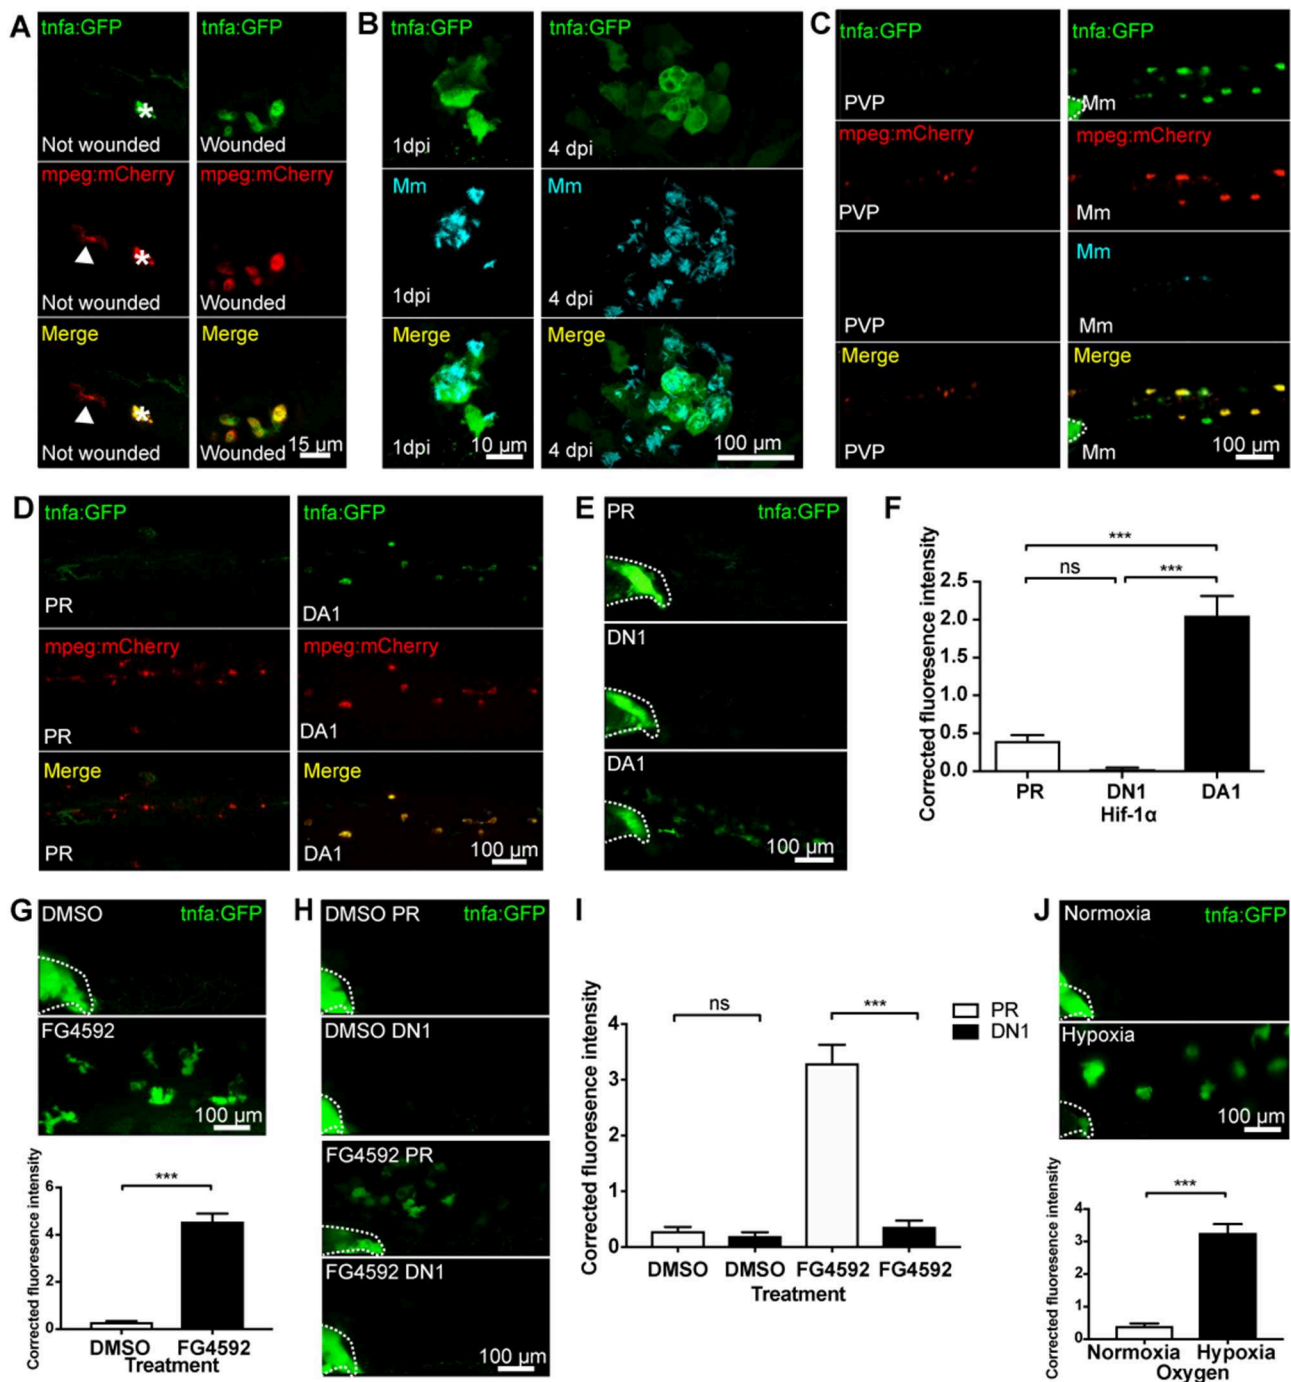 A
tnfa:GFP
tnfa:GFP
*
Not wounded
Wounded
mpeg:mCherry
mpeg:mCherry
*
Not wounded
Wounded
Merge
Merge
*
Not wounded
Wounded
15 µm
B
tnfa:GFP
tnfa:GFP
1dpi
4 dpi
Mm
Mm
1dpi
4 dpi
Merge
Merge
1dpi
10 µm
4 dpi
100 µm
C
tnfa:GFP
tnfa:GFP
PVP
Mm
mpeg:mCherry
mpeg:mCherry
PVP
Mm
Mm
PVP
Mm
Merge
Merge
PVP
Mm
100 µm
D
tnfa:GFP
tnfa:GFP
PR
DA1
mpeg:mCherry
mpeg:mCherry
PR
DA1
Merge
Merge
PR
DA1
100 µm
E
PR
tnfa:GFP
DN1
DA1
100 µm
F
***
ns
***
Corrected fluoresence intensity
2.5
2.0
1.5
1.0
0.5
0.0
PR
DN1
DA1
Hif-1α
G
DMSO
tnfa:GFP
FG4592
100 µm
***
Corrected fluoresence intensity
6
4
2
0
DMSO
FG4592
Treatment
H
DMSO PR
tnfa:GFP
DMSO DN1
FG4592 PR
FG4592 DN1
100 µm
I
ns
***
PR
DN1
Corrected fluoresence intensity
4
3
2
1
0
DMSO
DMSO
FG4592
FG4592
Treatment
J
Normoxia
tnfa:GFP
Hypoxia
100 µm
***
Corrected fluoresence intensity
4
3
2
1
0
Normoxia
Hypoxia
Oxygen